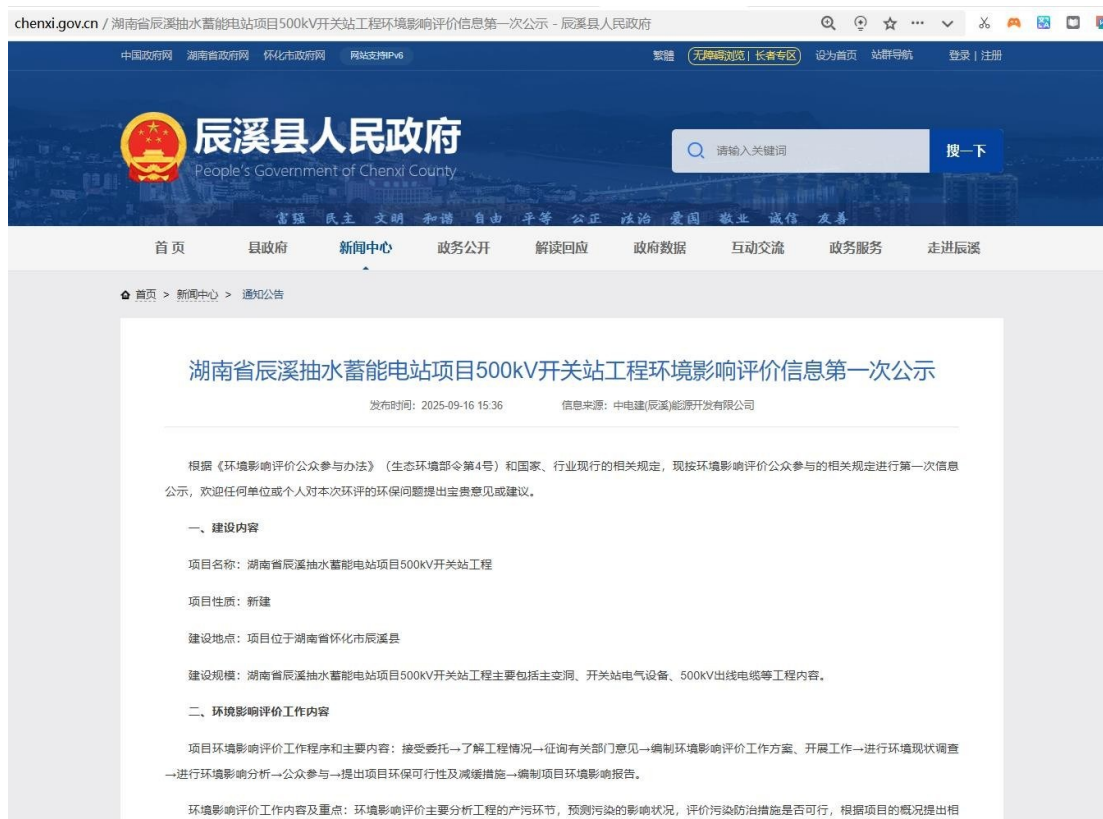 chenxi.gov.cn / 湖南省辰溪抽水蓄能电站项目500kV开关站工程环境影响评价信息第一次公示 - 辰溪县人民政府
中国政府网 湖南省政府网 怀化市政府网 网站支持IPv6 繁體 无障碍浏览 | 长者专区 设为首页 站群导航 登录 | 注册
辰溪县人民政府
People's Government of Chenxi County
请输入关键词 搜一下
富强 民主 文明 和谐 自由 平等 公正 法治 爱国 敬业 诚信 友善
首页 县政府 新闻中心 政务公开 解读回应 政府数据 互动交流 政务服务 走进辰溪
首页 > 新闻中心 > 通知公告
湖南省辰溪抽水蓄能电站项目500kV开关站工程环境影响评价信息第一次公示
发布时间：2025-09-16 15:36 信息来源：中电建(辰溪)能源开发有限公司
根据《环境影响评价公众参与办法》（生态环境部令第4号）和国家、行业现行的相关规定，现按环境影响评价公众参与的相关规定进行第一次信息
公示，欢迎任何单位或个人对本次环评的环保问题提出宝贵意见或建议。
一、建设内容
项目名称：湖南省辰溪抽水蓄能电站项目500kV开关站工程
项目性质：新建
建设地点：项目位于湖南省怀化市辰溪县
建设规模：湖南省辰溪抽水蓄能电站项目500kV开关站工程主要包括主变洞、开关站电气设备、500kV出线电缆等工程内容。
二、环境影响评价工作内容
项目环境影响评价工作程序和主要内容：接受委托→了解工程情况→征询有关部门意见→编制环境影响评价工作方案、开展工作→进行环境现状调查
→进行环境影响分析→公众参与→提出项目环保可行性及减缓措施→编制项目环境影响报告。
环境影响评价工作内容及重点：环境影响评价主要分析工程的产污环节，预测污染的影响状况，评价污染防治措施是否可行，根据项目的概况提出相